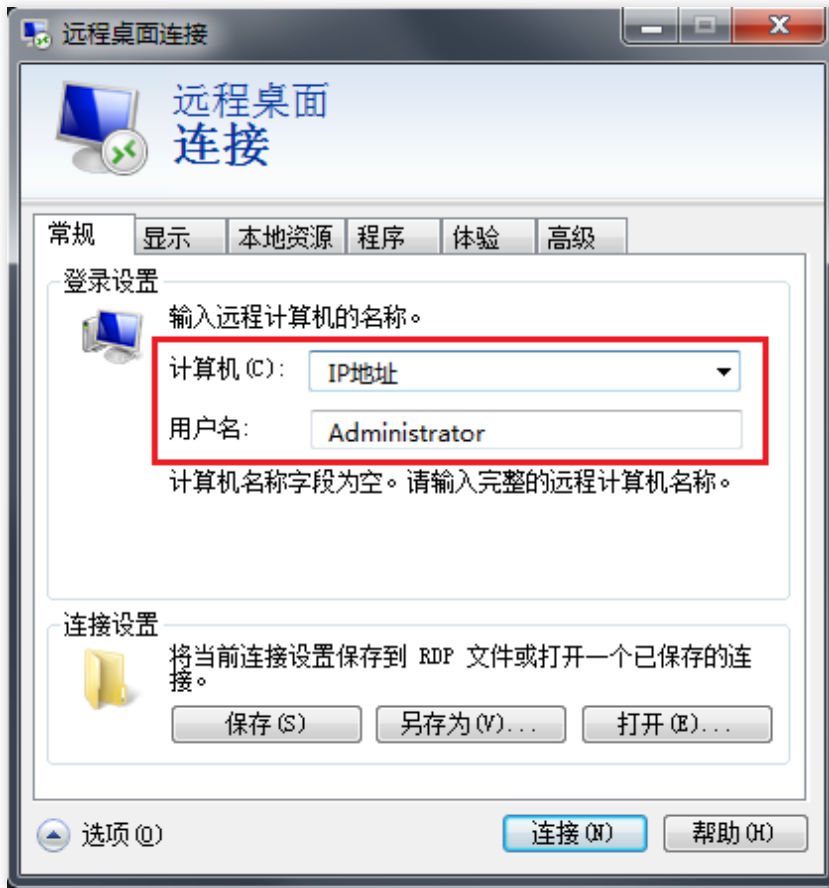 远程桌面连接
远程桌面
连接
常规 显示 本地资源 程序 体验 高级
登录设置
输入远程计算机的名称。
计算机(C): IP地址
用户名: Administrator
计算机名称字段为空。请输入完整的远程计算机名称。
连接设置
将当前连接设置保存到 RDP 文件或打开一个已保存的连
接。
保存(S) 另存为(V)... 打开(E)...
选项(O) 连接(N) 帮助(H)